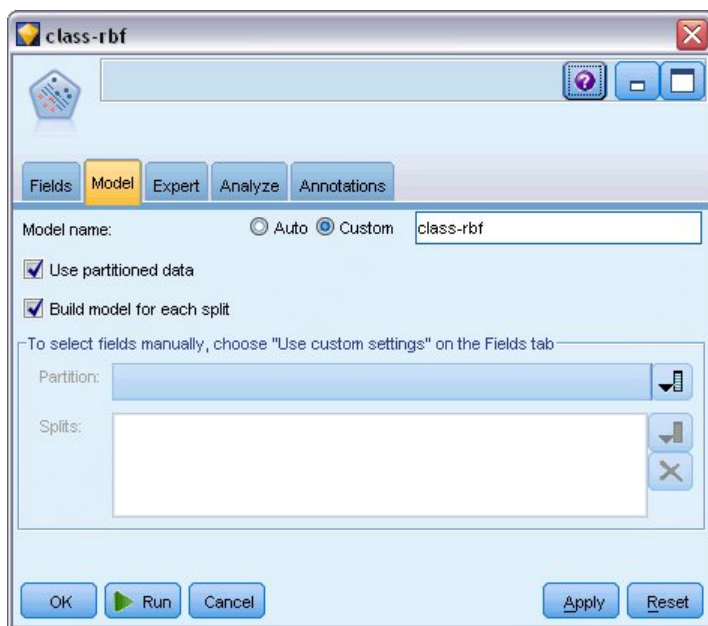 class-rbf
Fields Model Expert Analyze Annotations
Model name: Auto Custom class-rbf
Use partitioned data
Build model for each split
To select fields manually, choose "Use custom settings" on the Fields tab
Partition:
Splits:
OK Run Cancel Apply Reset